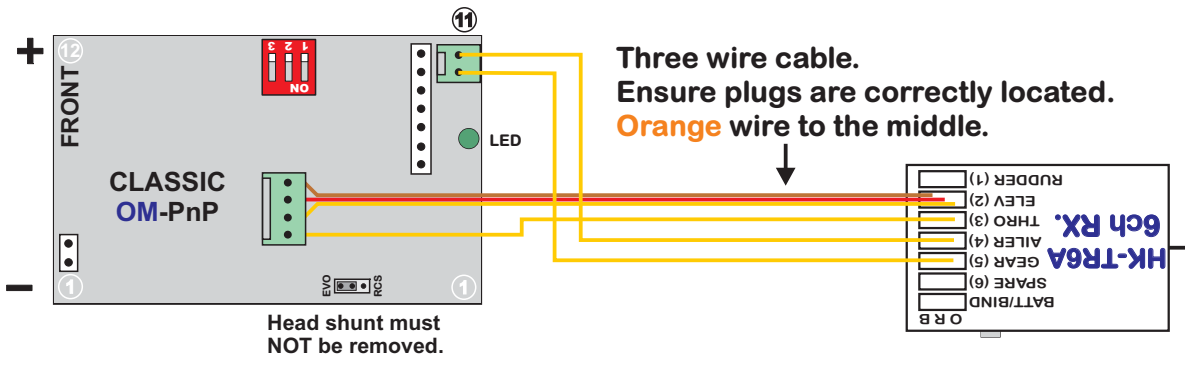 11
+
12
FRONT
3 2 1
ON
LED
CLASSIC
OM-PnP
−
1
EVO
RCS
1
Head shunt must
NOT be removed.
Three wire cable.
Ensure plugs are correctly located.
Orange wire to the middle.
RUDDER (1)
ELEV (2)
THRO (3)
AILER (4)
GEAR (5)
SPARE (6)
BATT/BIND
O R B
HK-TR6A
6ch RX.